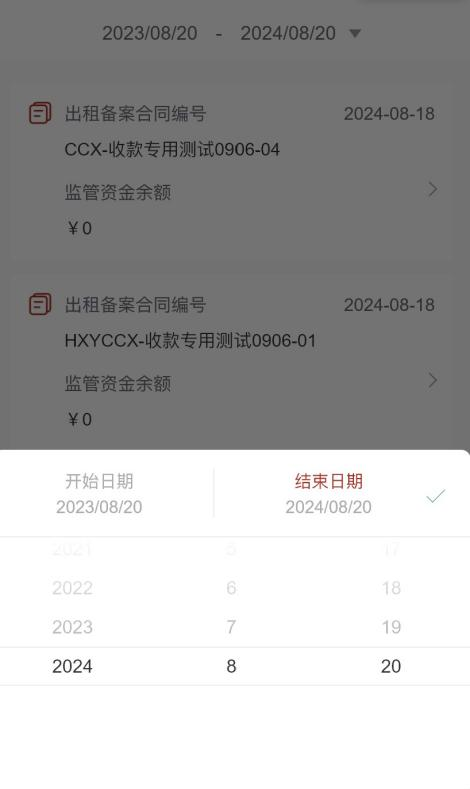 2023/08/20 - 2024/08/20
出租备案合同编号 2024-08-18
CCX-收款专用测试0906-04
监管资金余额
¥0
出租备案合同编号 2024-08-18
HXYCCX-收款专用测试0906-01
监管资金余额
¥0
开始日期 结束日期
2023/08/20 2024/08/20
2021 5 17
2022 6 18
2023 7 19
2024 8 20